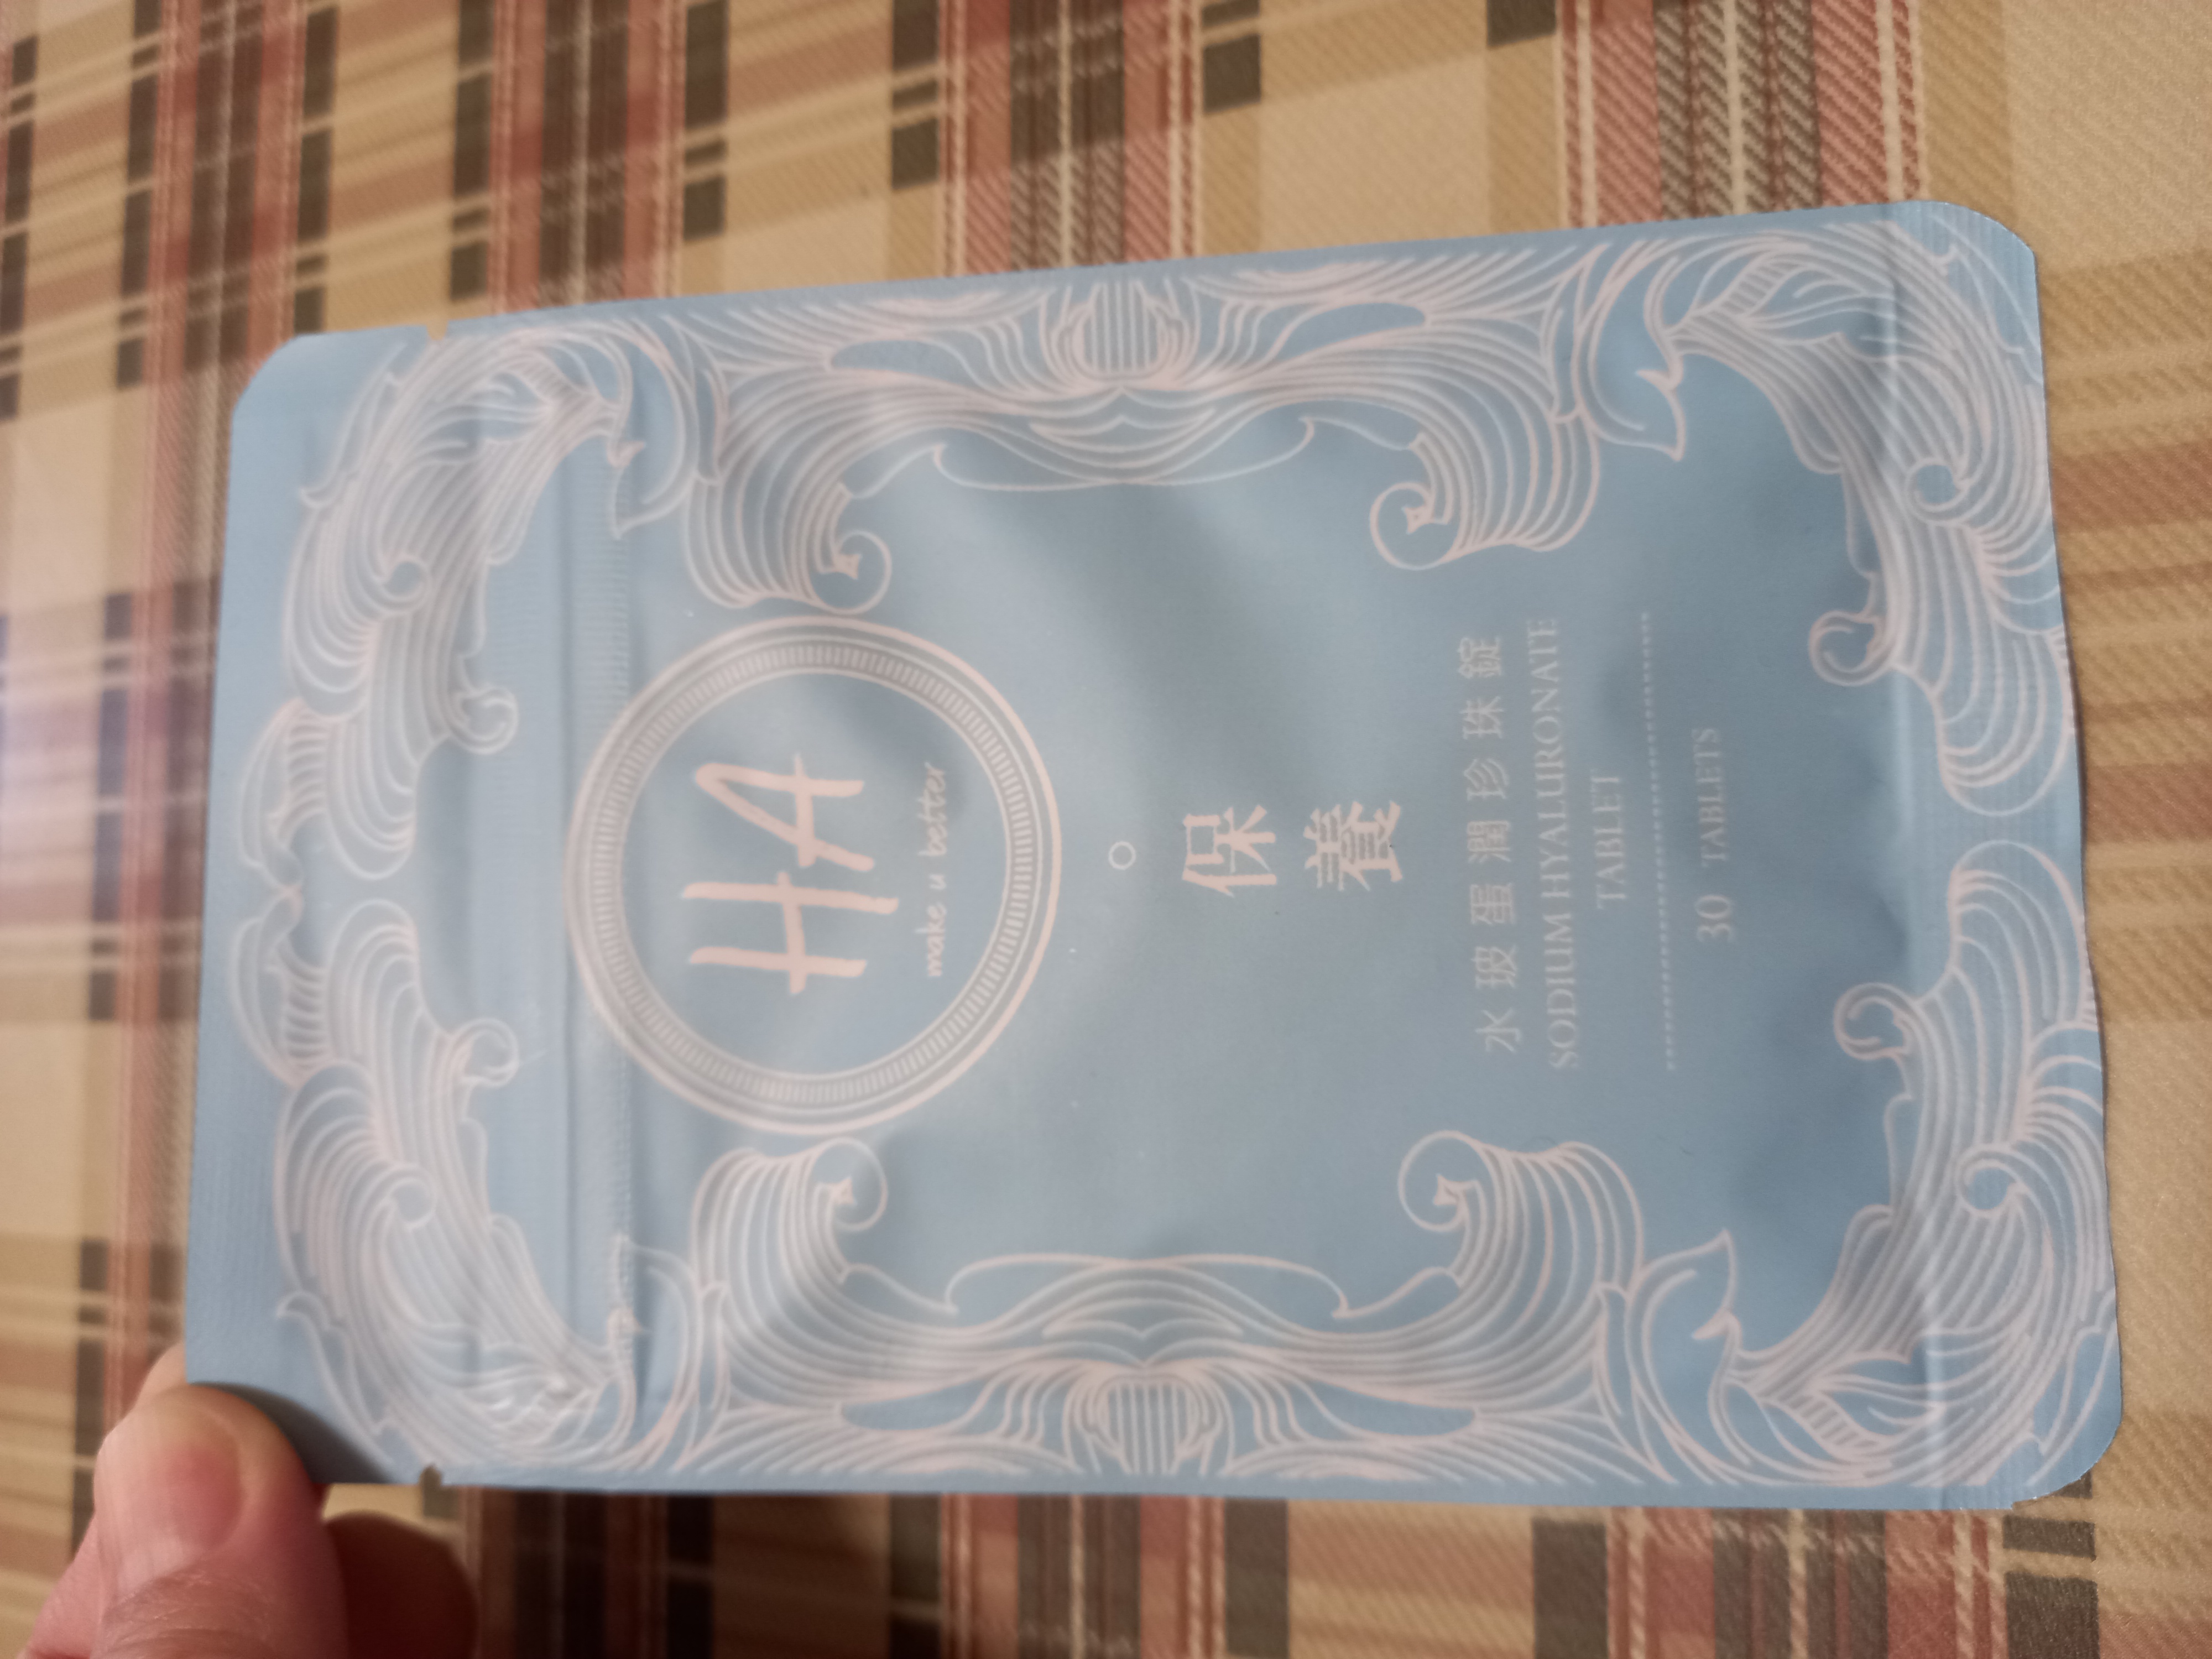 HA
make u better
保
養
水玻蛋潤珍珠錠
SODIUM HYALURONATE
TABLET
30 TABLETS